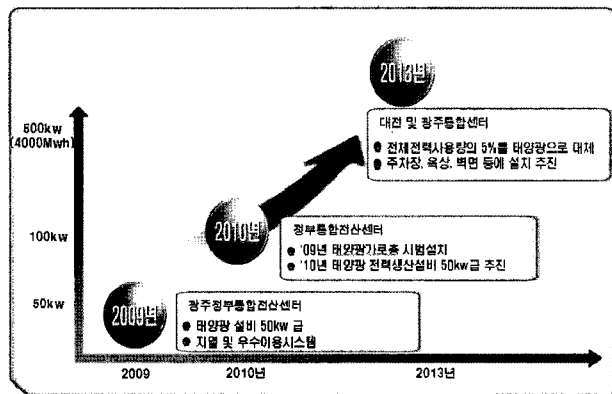 2013년
800kw
(4000Mwh)
대전 및 광주통합센터
● 전체전력사용량의 5%를 태양광으로 대체
● 주차장, 옥상, 벽면 등에 설치 추진
2010년
100kw
정부통합전산센터
● '09년 태양광가로등 시범설치
● '10년 태양광 전력생산설비 50kw급 추진
50kw
2009년
광주정부통합전산센터
● 태양광 설비 50kw 급
● 지열 및 우수이용시스템
2009
2010년
2013년